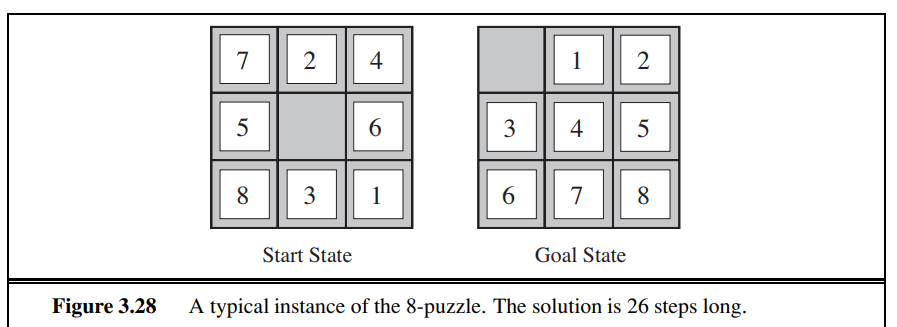 7 2 4
1 2
5 6
3 4 5
8 3 1
6 7 8
Start State
Goal State
Figure 3.28 A typical instance of the 8-puzzle. The solution is 26 steps long.